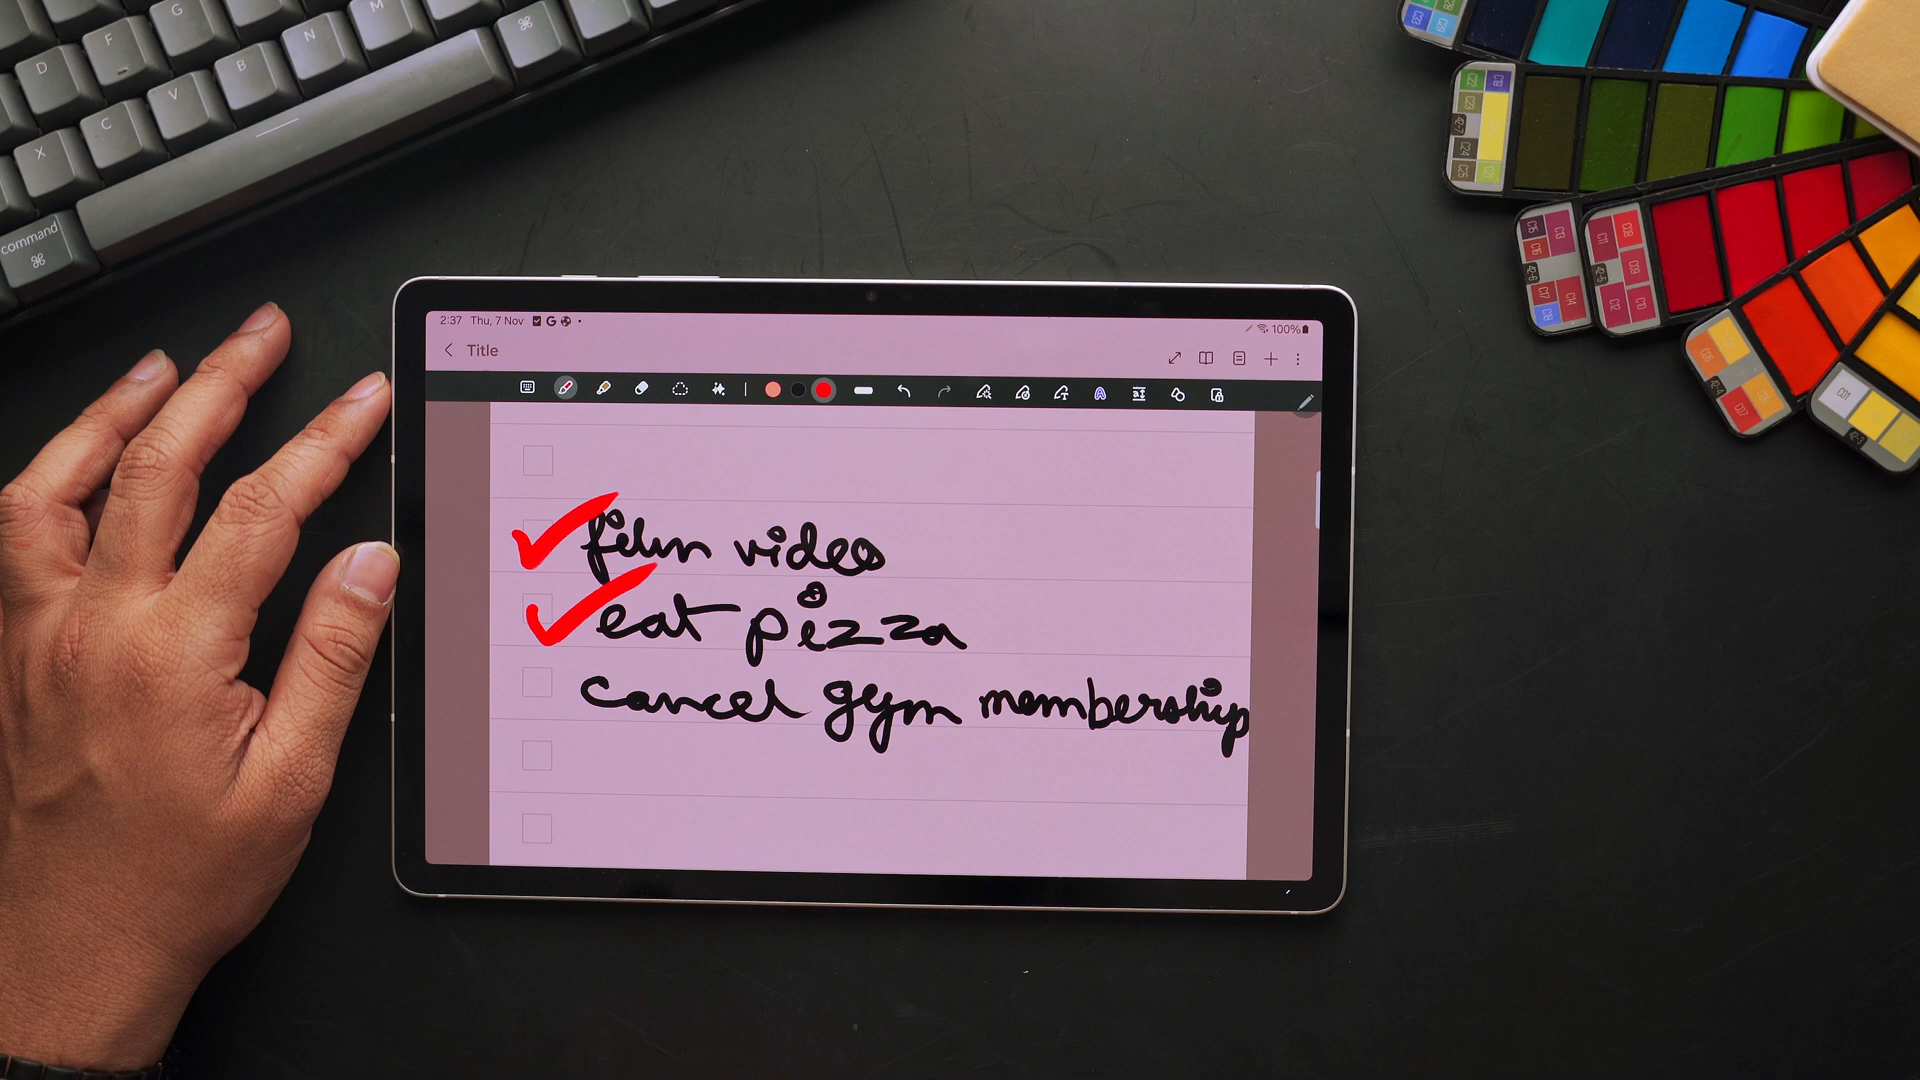 D F G H N M
X C V B
command
2:37 Thu, 7 Nov
100%
Title
film video
eat pizza
cancel gym membership